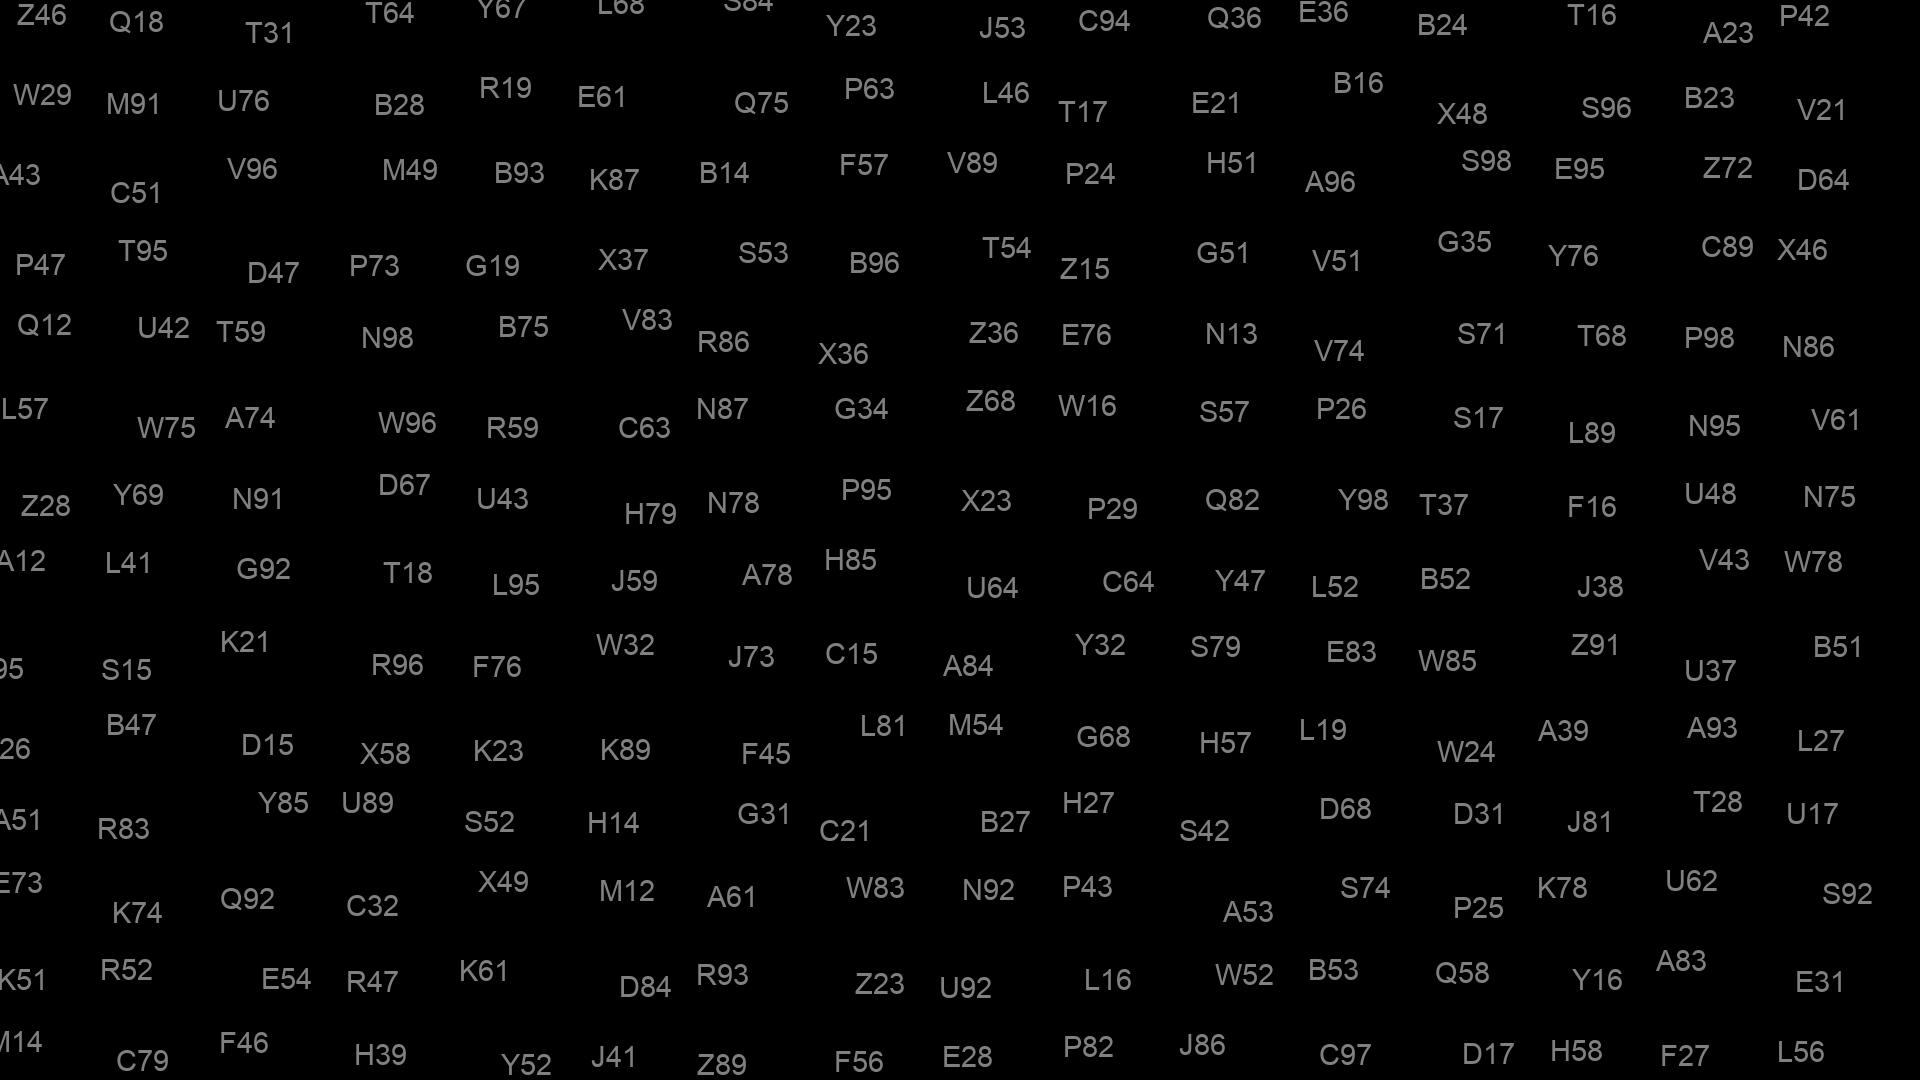 Z46 Q18 T31 T64 Y67 L68 S84 Y23 J53 C94 Q36 E36 B24 T16 A23 P42
W29 M91 U76 B28 R19 E61 Q75 P63 L46 T17 E21 B16 X48 S96 B23 V21
A43 C51 V96 M49 B93 K87 B14 F57 V89 P24 H51 A96 S98 E95 Z72 D64
P47 T95 D47 P73 G19 X37 S53 B96 T54 Z15 G51 V51 G35 Y76 C89 X46
Q12 U42 T59 N98 B75 V83 R86 X36 Z36 E76 N13 V74 S71 T68 P98 N86
L57 W75 A74 W96 R59 C63 N87 G34 Z68 W16 S57 P26 S17 L89 N95 V61
Z28 Y69 N91 D67 U43 H79 N78 P95 X23 P29 Q82 Y98 T37 F16 U48 N75
A12 L41 G92 T18 L95 J59 A78 H85 U64 C64 Y47 L52 B52 J38 V43 W78
95 S15 K21 R96 F76 W32 J73 C15 A84 Y32 S79 E83 W85 Z91 U37 B51
26 B47 D15 X58 K23 K89 F45 L81 M54 G68 H57 L19 W24 A39 A93 L27
A51 R83 Y85 U89 S52 H14 G31 C21 B27 H27 S42 D68 D31 J81 T28 U17
E73 K74 Q92 C32 X49 M12 A61 W83 N92 P43 A53 S74 P25 K78 U62 S92
K51 R52 E54 R47 K61 D84 R93 Z23 U92 L16 W52 B53 Q58 Y16 A83 E31
M14 C79 F46 H39 Y52 J41 Z89 F56 E28 P82 J86 C97 D17 H58 F27 L56